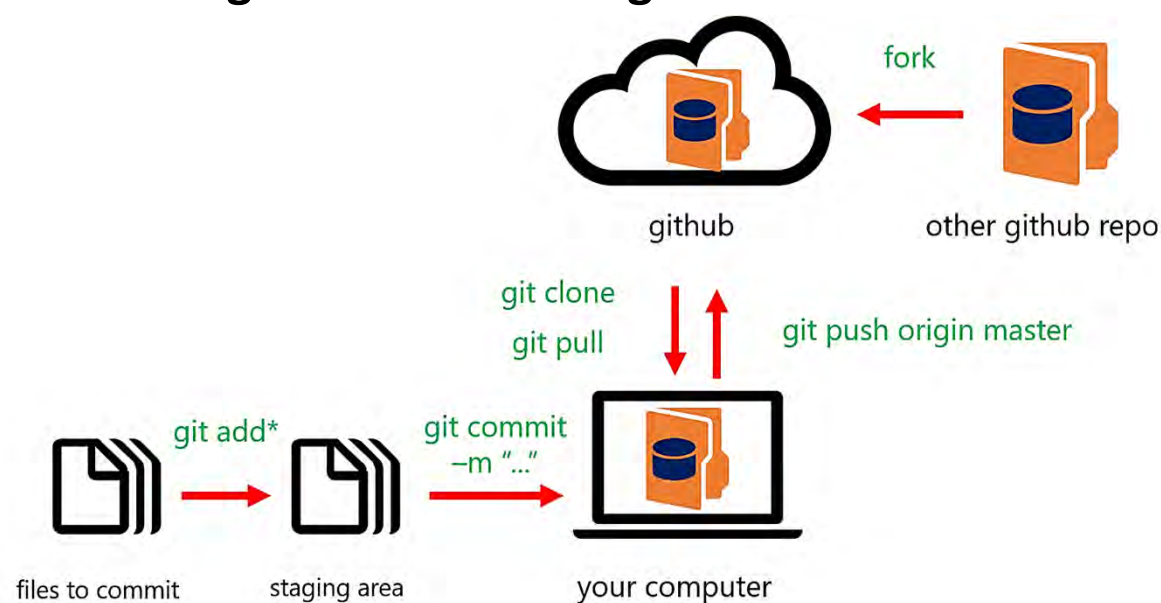 fork
github
other github repo
git clone
git pull
git push origin master
git add*
git commit
–m "..."
files to commit
staging area
your computer